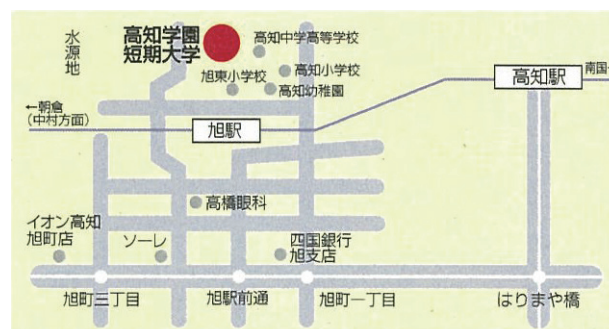 水源地
高知学園
短期大学
高知中学高等学校
高知小学校
旭東小学校
高知幼稚園
高知駅
南国→
←朝倉
(中村方面)
旭駅
高橋眼科
イオン高知
旭町店
ソーレ
四国銀行
旭支店
旭町三丁目
旭駅前通
旭町一丁目
はりまや橋